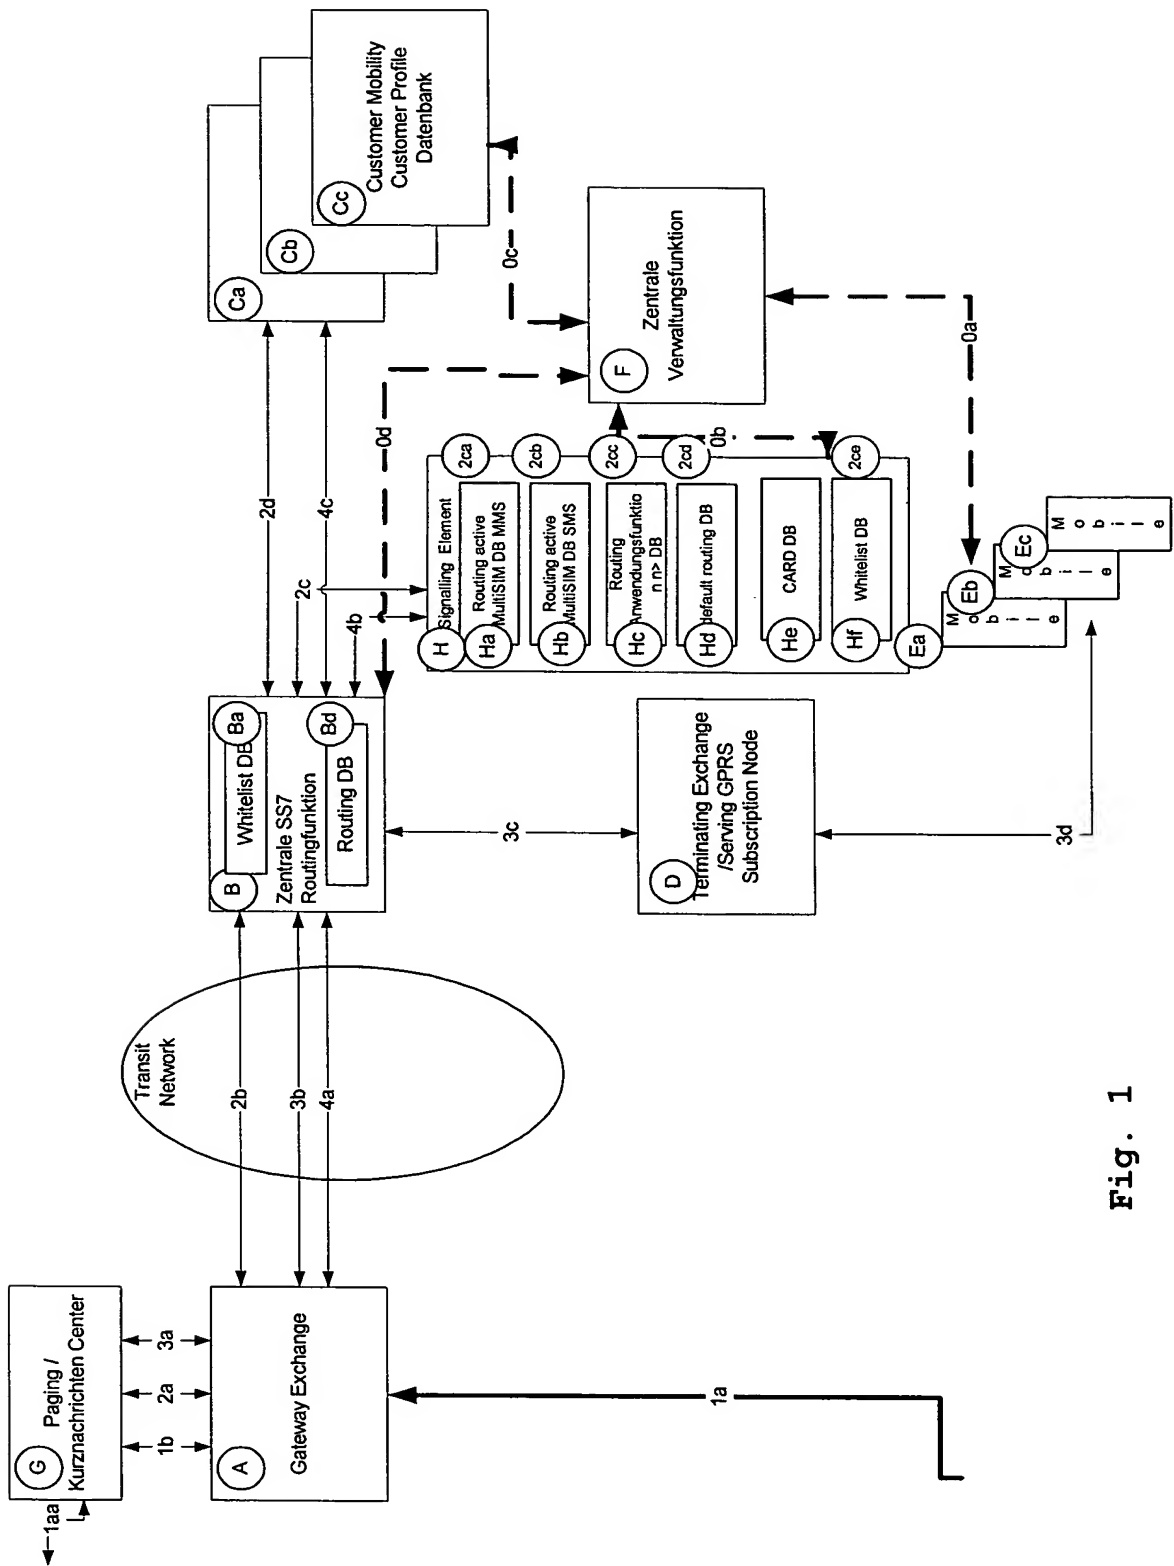 1aa
G
Paging /
Kurznachrichten Center
1b
2a
3a
A
Gateway Exchange
1a
Transit
Network
2b
3b
4a
B
Whitelist DB
Ba
Zentrale SS7
Routingfunktion
Bd
Routing DB
2d
2c
4c
4b
0d
Ca
Cb
Cc
Customer Mobility
Customer Profile
Datenbank
0c
F
Zentrale
Verwaltungsfunktion
0a
0b
H
Signalling Element
2ca
Ha
Routing active
MultiSIM DB MMS
2cb
Hb
Routing active
MultiSIM DB SMS
2cc
Hc
Routing
Anwendungsfunktio
n n> DB
2cd
Hd
default routing DB
He
CARD DB
2ce
Hf
Whitelist DB
3c
D
Terminating Exchange
/Serving GPRS
Subscription Node
3d
Ea
Mobile
Eb
Mobile
Ec
Mobile
Fig. 1